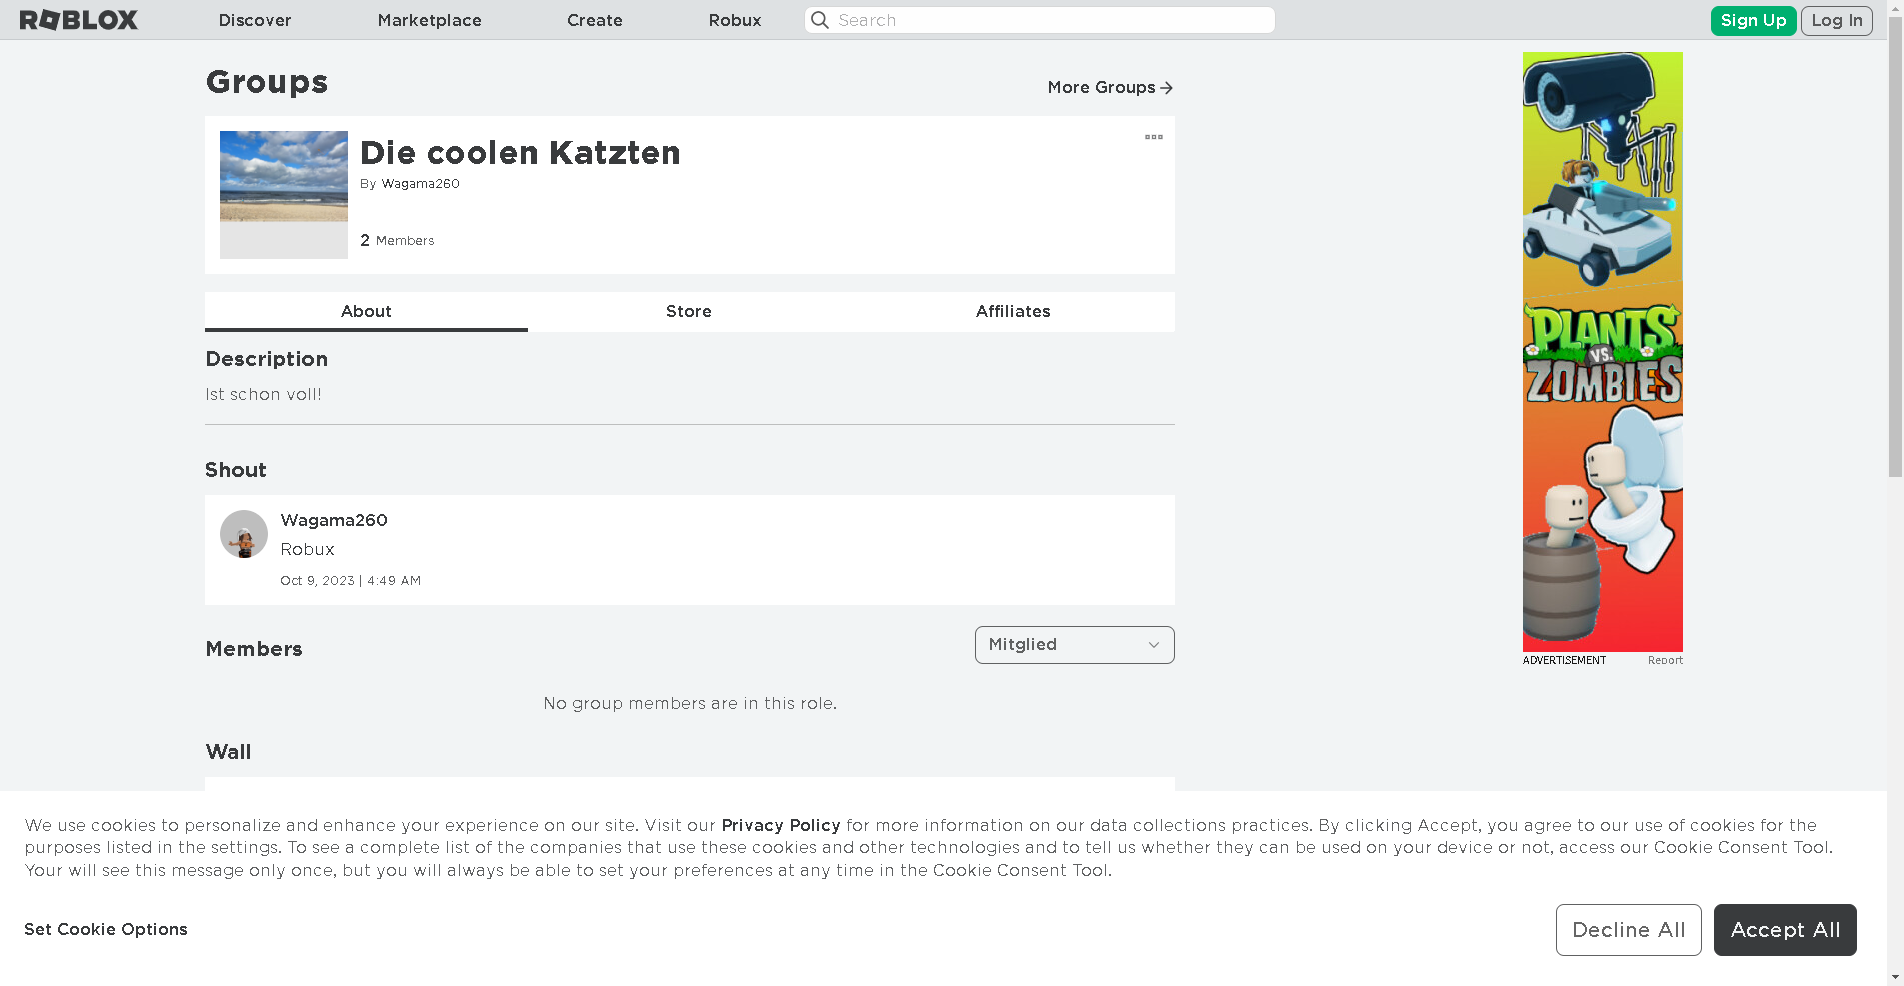 ROBLOX
Discover
Marketplace
Create
Robux
Search
Sign Up
Log In
Groups
More Groups
Die coolen Katzten
By Wagama260
2 Members
About
Store
Affiliates
Description
Ist schon voll!
Shout
Wagama260
Robux
Oct 9, 2023 | 4:49 AM
Members
Mitglied
No group members are in this role.
Wall
PLANTS
VS.
ZOMBIES
ADVERTISEMENT
Report
We use cookies to personalize and enhance your experience on our site. Visit our Privacy Policy for more information on our data collections practices. By clicking Accept, you agree to our use of cookies for the
purposes listed in the settings. To see a complete list of the companies that use these cookies and other technologies and to tell us whether they can be used on your device or not, access our Cookie Consent Tool.
Your will see this message only once, but you will always be able to set your preferences at any time in the Cookie Consent Tool.
Set Cookie Options
Decline All
Accept All